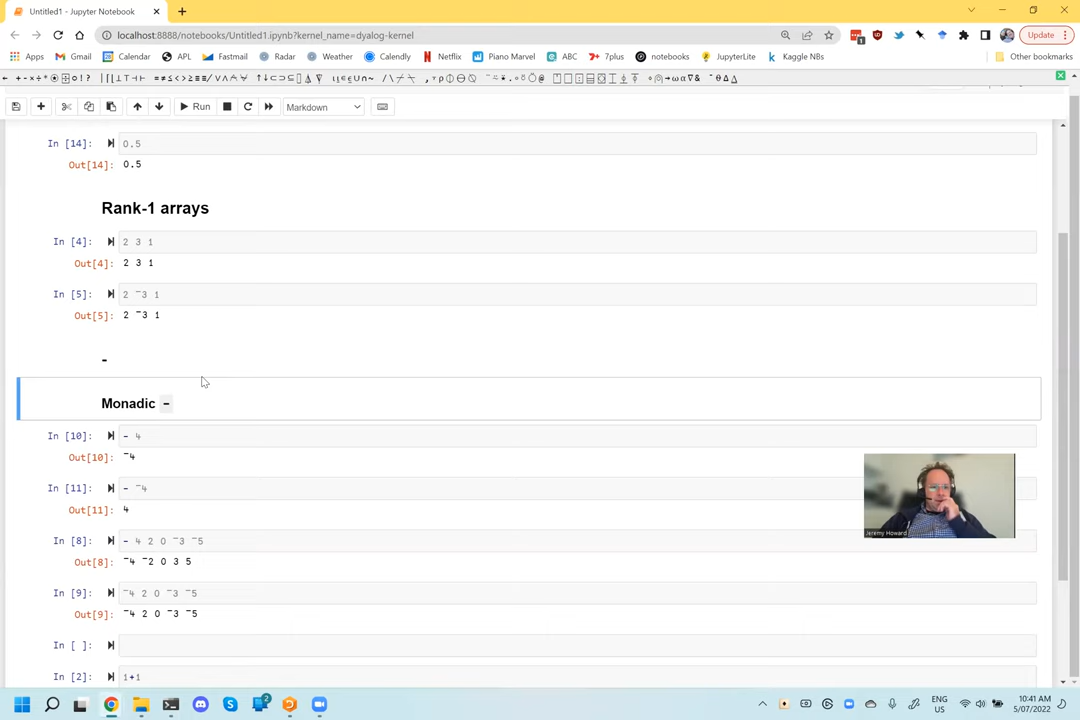 Untitled1 - Jupyter Notebook
localhost:8888/notebooks/Untitled1.ipynb?kernel_name=dyalog-kernel
Update
Apps Gmail Calendar APL Fastmail Radar Weather Calendly Netflix Piano Marvel ABC 7plus notebooks JupyterLite Kaggle NBs Other bookmarks
Run Markdown
In [14]: 0.5
Out[14]: 0.5
Rank-1 arrays
In [4]: 2 3 1
Out[4]: 2 3 1
In [5]: 2 ¯3 1
Out[5]: 2 ¯3 1
-
Monadic -
In [10]: - 4
Out[10]: ¯4
In [11]: - ¯4
Out[11]: 4
In [8]: - 4 2 0 ¯3 ¯5
Out[8]: ¯4 ¯2 0 3 5
In [9]: ¯4 2 0 ¯3 ¯5
Out[9]: ¯4 2 0 ¯3 ¯5
In [ ]:
In [2]: 1+1
Jeremy Howard
ENG
US
10:41 AM
5/07/2022